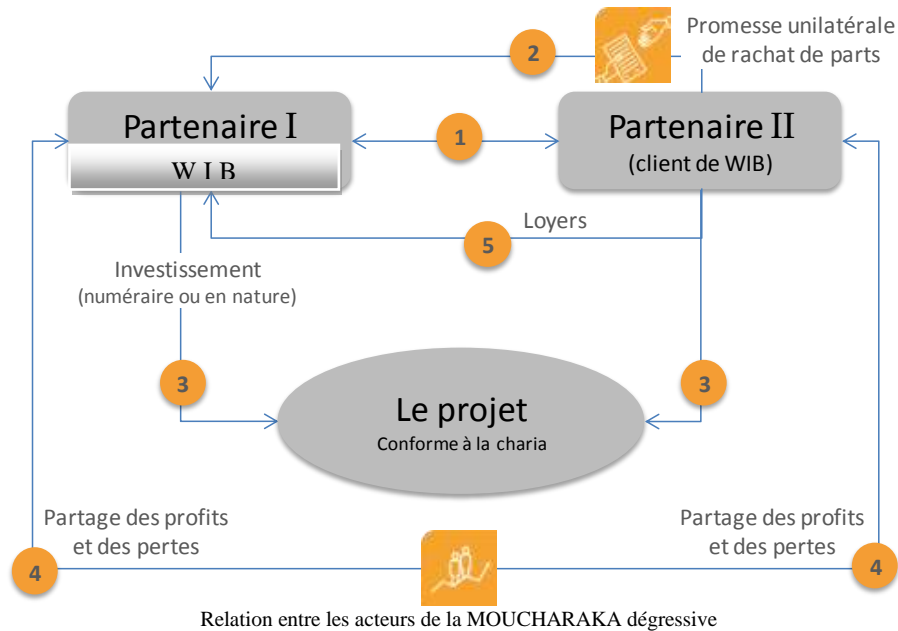 2
Promesse unilatérale
de rachat de parts
Partenaire I
W I B
1
Partenaire II
(client de WIB)
Loyers
5
Investissement
(numéraire ou en nature)
3
3
Le projet
Conforme à la charia
Partage des profits
et des pertes
Partage des profits
et des pertes
4
4
Relation entre les acteurs de la MOUCHARAKA dégressive